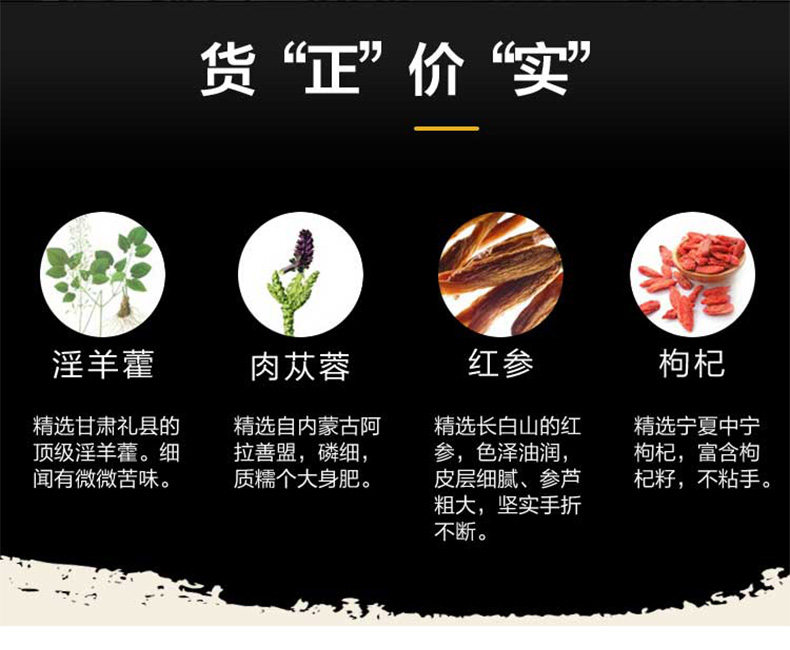 货“正”价“实”
淫羊藿
精选甘肃礼县的
顶级淫羊藿。细
闻有微微苦味。
肉苁蓉
精选自内蒙古阿
拉善盟，磷细，
质糯个大身肥。
红参
精选长白山的红
参，色泽油润，
皮层细腻、参芦
粗大，坚实手折
不断。
枸杞
精选宁夏中宁
枸杞，富含枸
杞籽，不粘手。